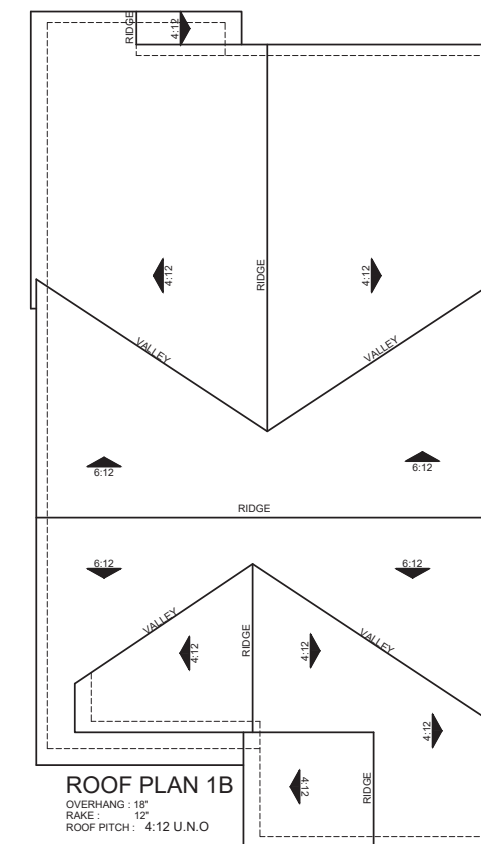 RIDGE
4:12
4:12
RIDGE
4:12
VALLEY
VALLEY
6:12
6:12
RIDGE
6:12
6:12
VALLEY
4:12
RIDGE
4:12
VALLEY
4:12
4:12
RIDGE
ROOF PLAN 1B
OVERHANG : 18"
RAKE : 12"
ROOF PITCH : 4:12 U.N.O